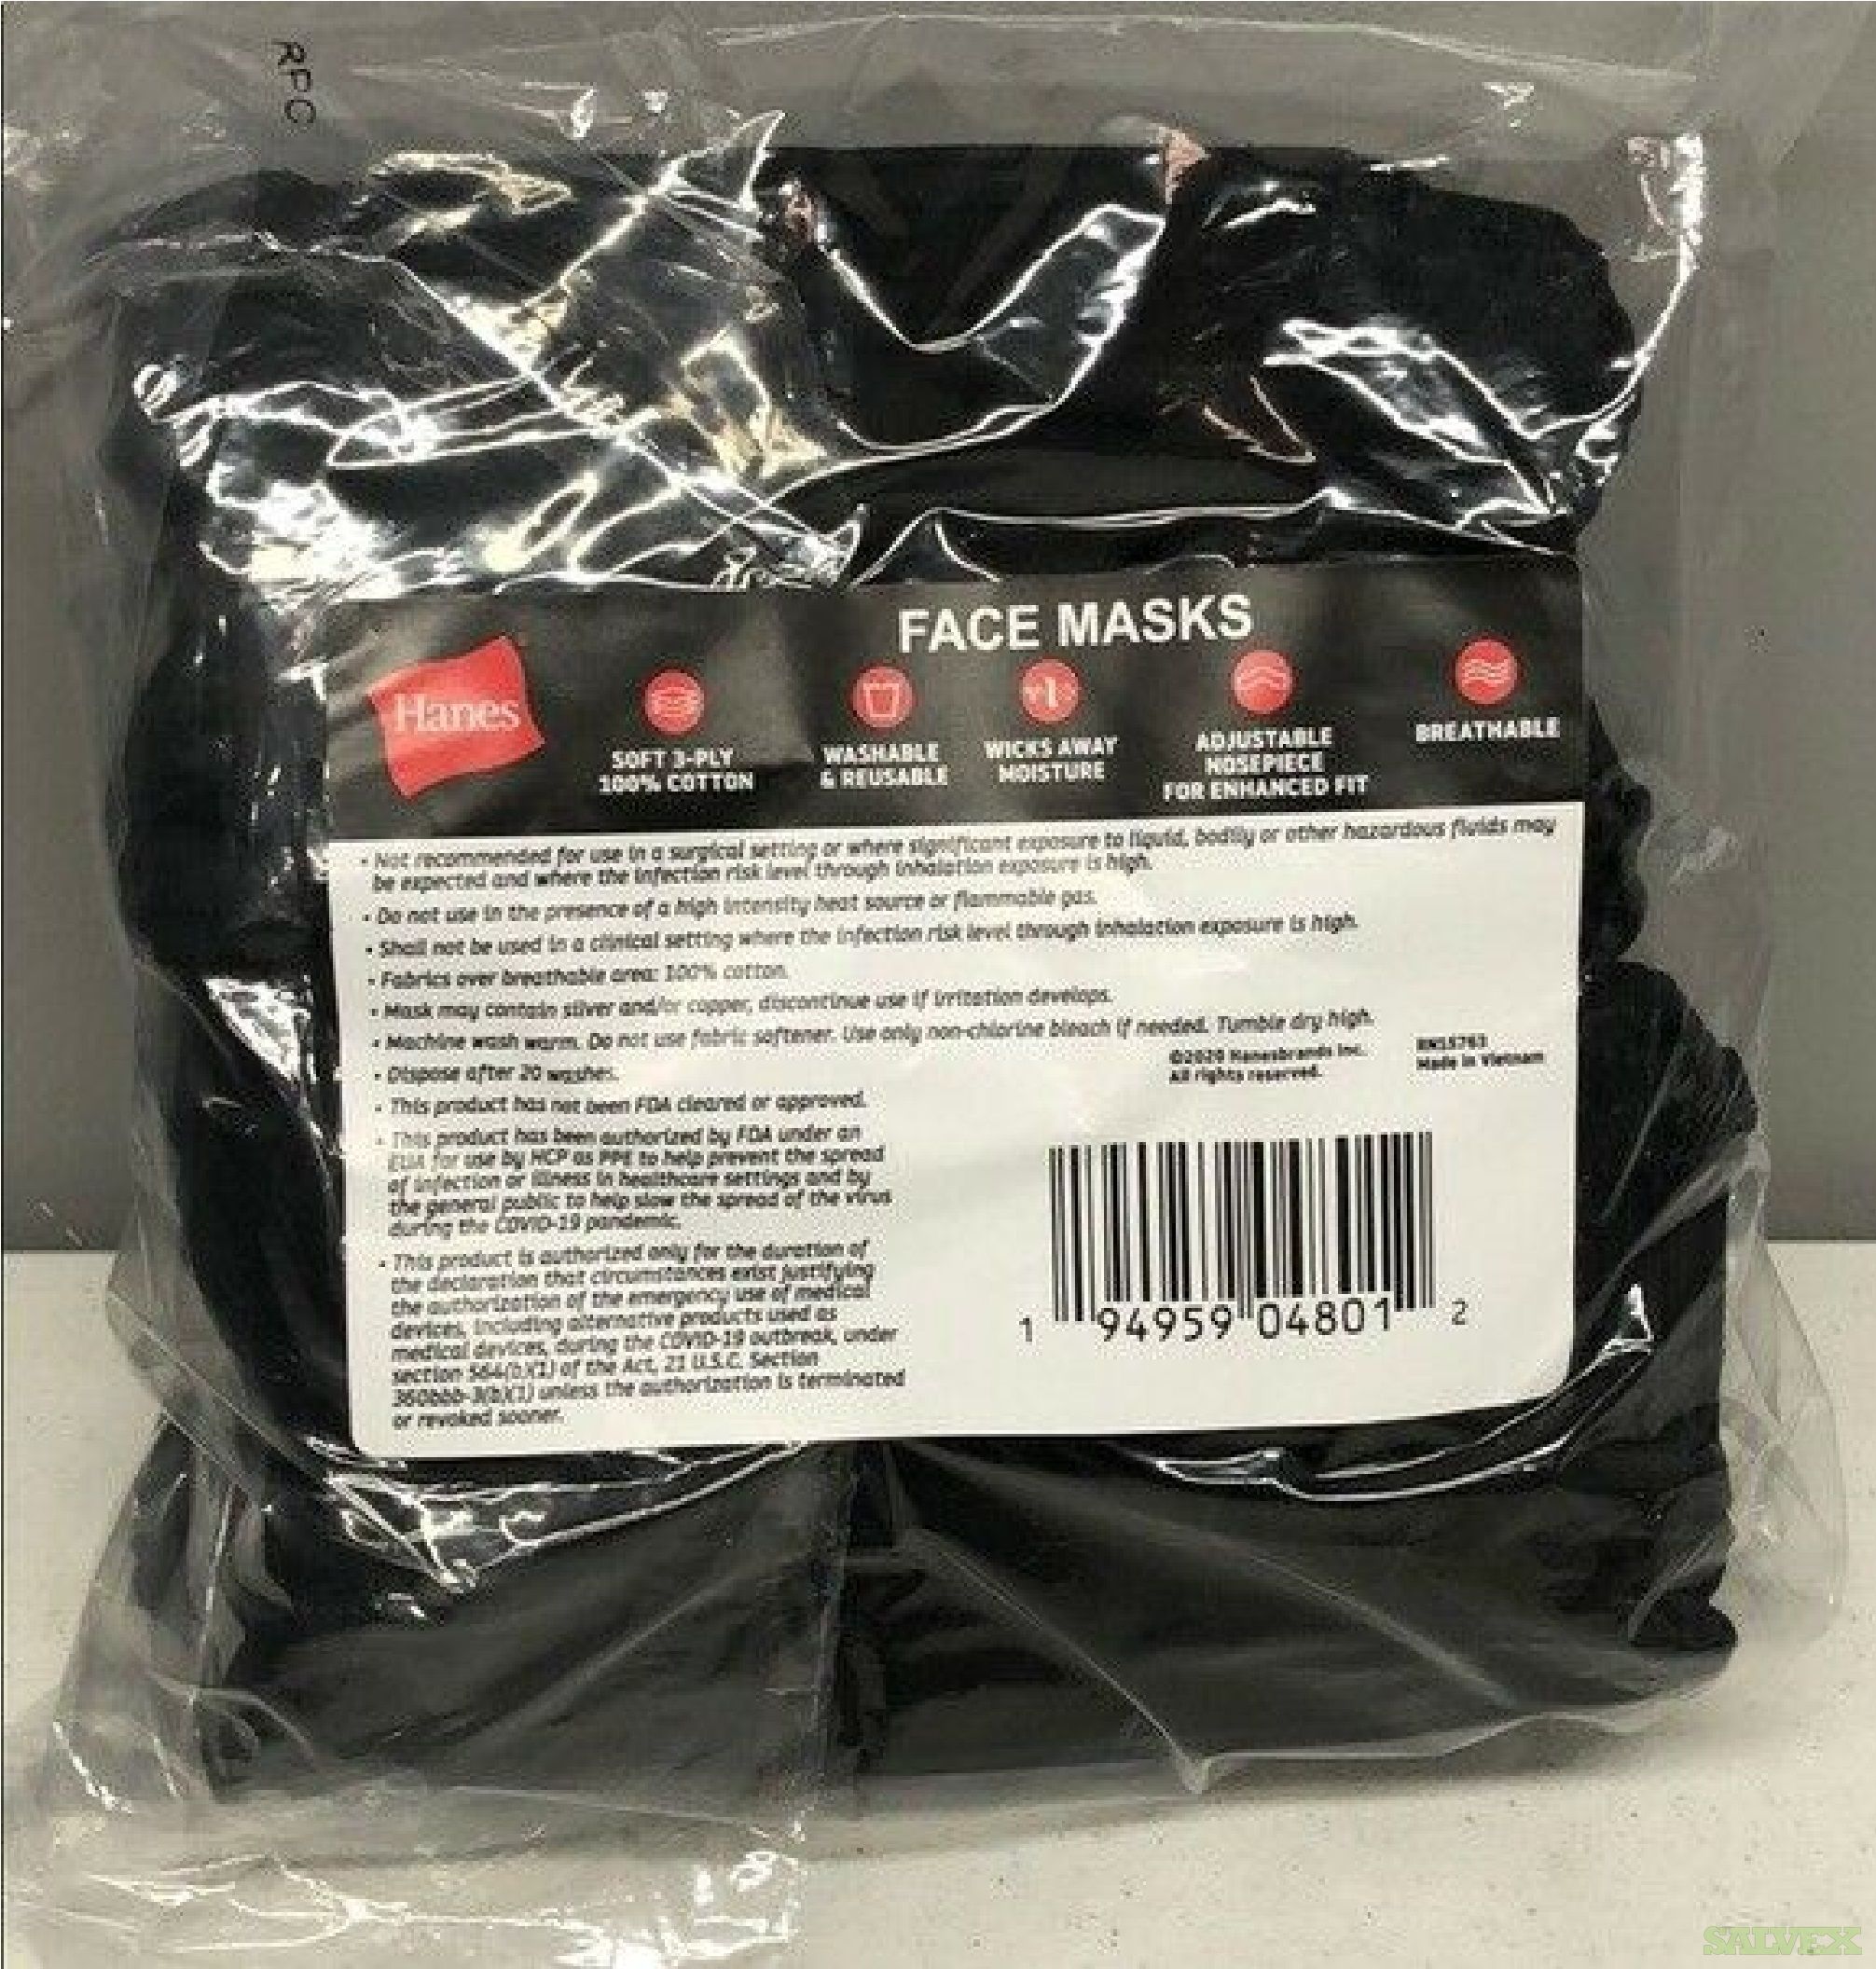 RPC
FACE MASKS
Hanes
SOFT 3-PLY
100% COTTON
WASHABLE
& REUSABLE
WICKS AWAY
MOISTURE
ADJUSTABLE
NOSEPIECE
FOR ENHANCED FIT
BREATHABLE
• Not recommended for use in a surgical setting or where significant exposure to liquid, bodily or other hazardous fluids may
be expected and where the infection risk level through inhalation exposure is high.
• Do not use in the presence of a high intensity heat source or flammable gas.
• Shall not be used in a clinical setting where the infection risk level through inhalation exposure is high.
• Fabrics over breathable area: 100% cotton.
• Mask may contain silver and/or copper, discontinue use if irritation develops.
• Machine wash warm. Do not use fabric softener. Use only non-chlorine bleach if needed. Tumble dry high.
• Dispose after 20 washes.
©2020 Hanesbrands Inc.
All rights reserved.
RN15763
Made in Vietnam
• This product has not been FDA cleared or approved.
• This product has been authorized by FDA under an
EUA for use by HCP as PPE to help prevent the spread
of infection or illness in healthcare settings and by
the general public to help slow the spread of the virus
during the COVID-19 pandemic.
• This product is authorized only for the duration of
the declaration that circumstances exist justifying
the authorization of the emergency use of medical
devices, including alternative products used as
medical devices, during the COVID-19 outbreak, under
section 564(b)(1) of the Act, 21 U.S.C. Section
360bbb-3(b)(1) unless the authorization is terminated
or revoked sooner.
1 94959 04801 2
SALVEX